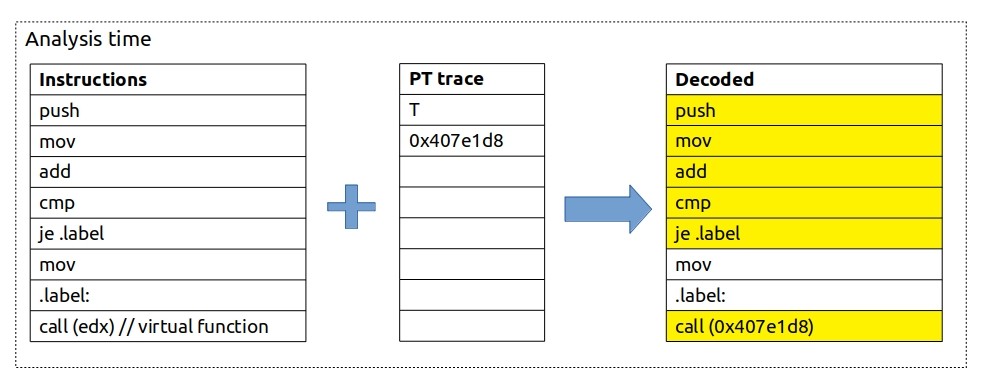 Analysis time
Instructions
push
mov
add
cmp
je .label
mov
.label:
call (edx) // virtual function
PT trace
T
0x407e1d8
Decoded
push
mov
add
cmp
je .label
mov
.label:
call (0x407e1d8)